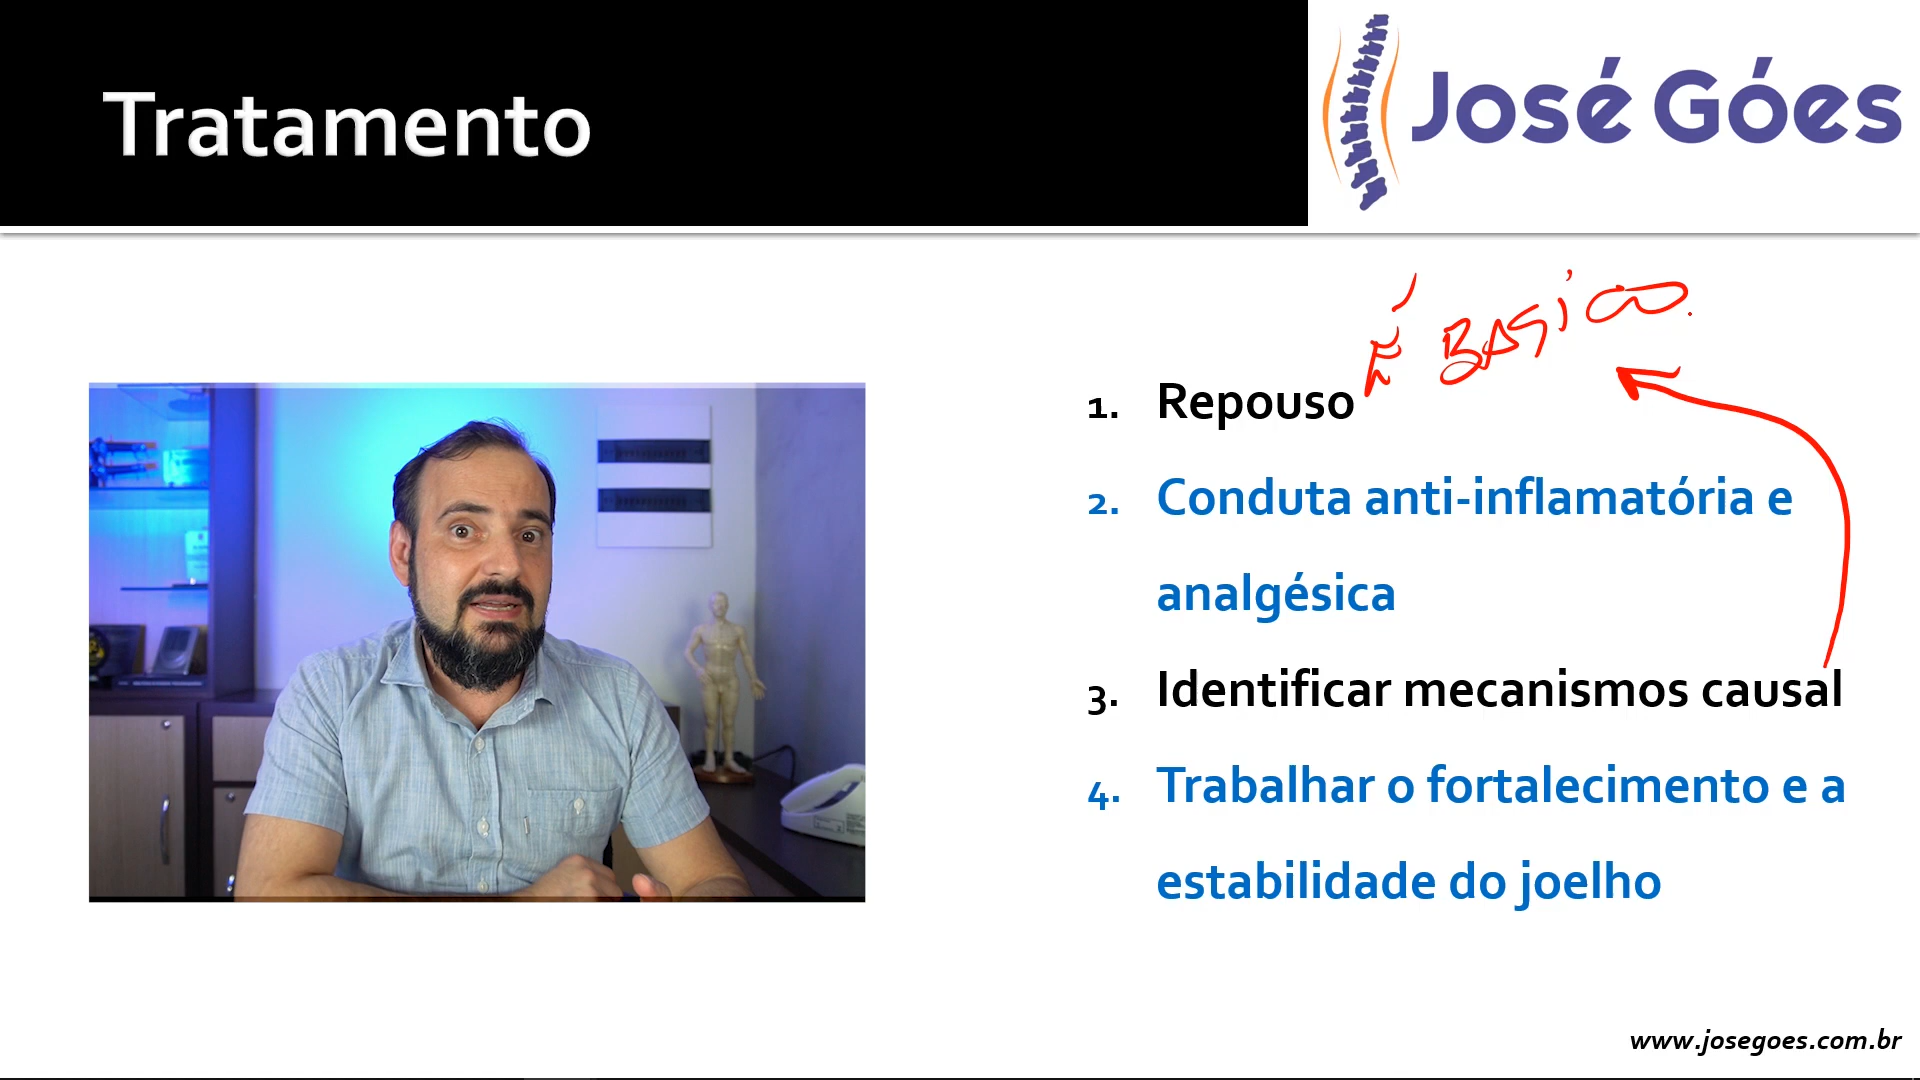 Tratamento
José Góes
É BASICO.
1. Repouso
2. Conduta anti-inflamatória e
analgésica
3. Identificar mecanismos causal
4. Trabalhar o fortalecimento e a
estabilidade do joelho
www.josegoes.com.br